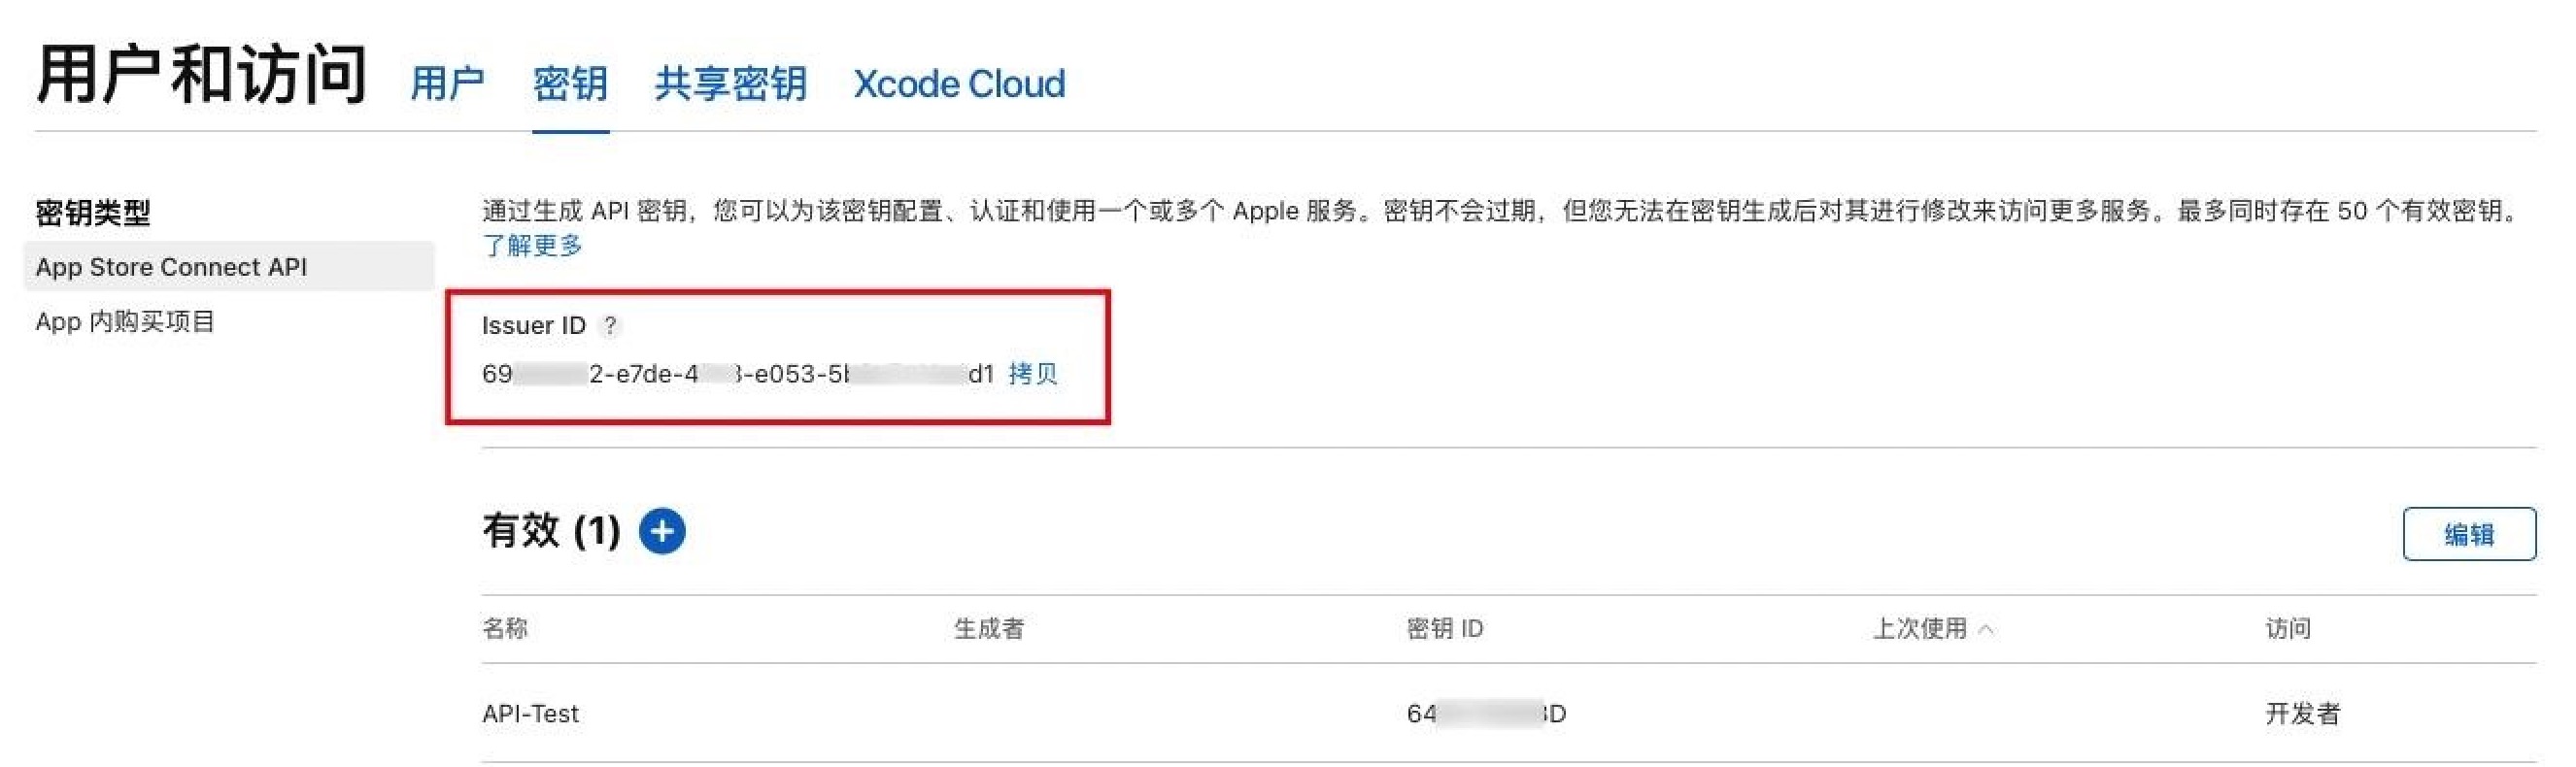 用户和访问 用户 密钥 共享密钥 Xcode Cloud
密钥类型
App Store Connect API
App 内购买项目
通过生成 API 密钥，您可以为该密钥配置、认证和使用一个或多个 Apple 服务。密钥不会过期，但您无法在密钥生成后对其进行修改来访问更多服务。最多同时存在 50 个有效密钥。
了解更多
Issuer ID ?
69 2-e7de-4 3-e053-5 d1 拷贝
有效 (1) +
编辑
名称 生成者 密钥 ID 上次使用 访问
API-Test 64 D 开发者